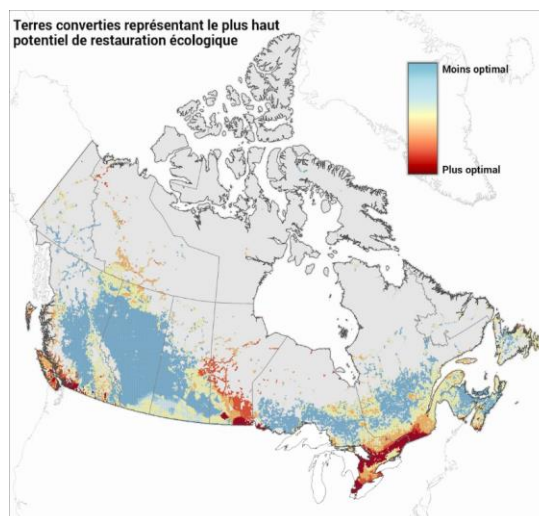 Terres converties représentant le plus haut
potentiel de restauration écologique
Moins optimal
Plus optimal